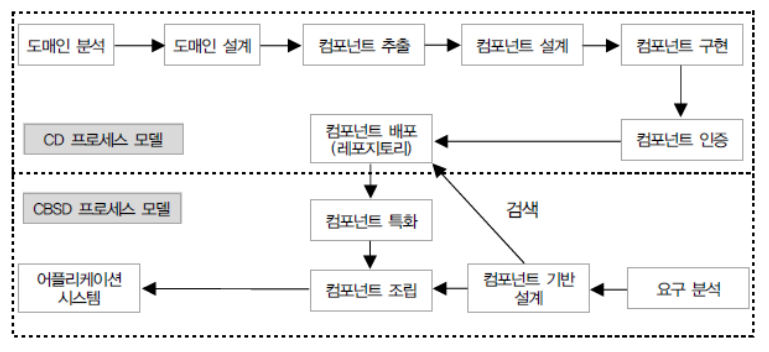 도메인 분석
도메인 설계
컴포넌트 추출
컴포넌트 설계
컴포넌트 구현
CD 프로세스 모델
컴포넌트 배포
(레포지토리)
컴포넌트 인증
CBSD 프로세스 모델
컴포넌트 특화
검색
어플리케이션
시스템
컴포넌트 조립
컴포넌트 기반
설계
요구 분석